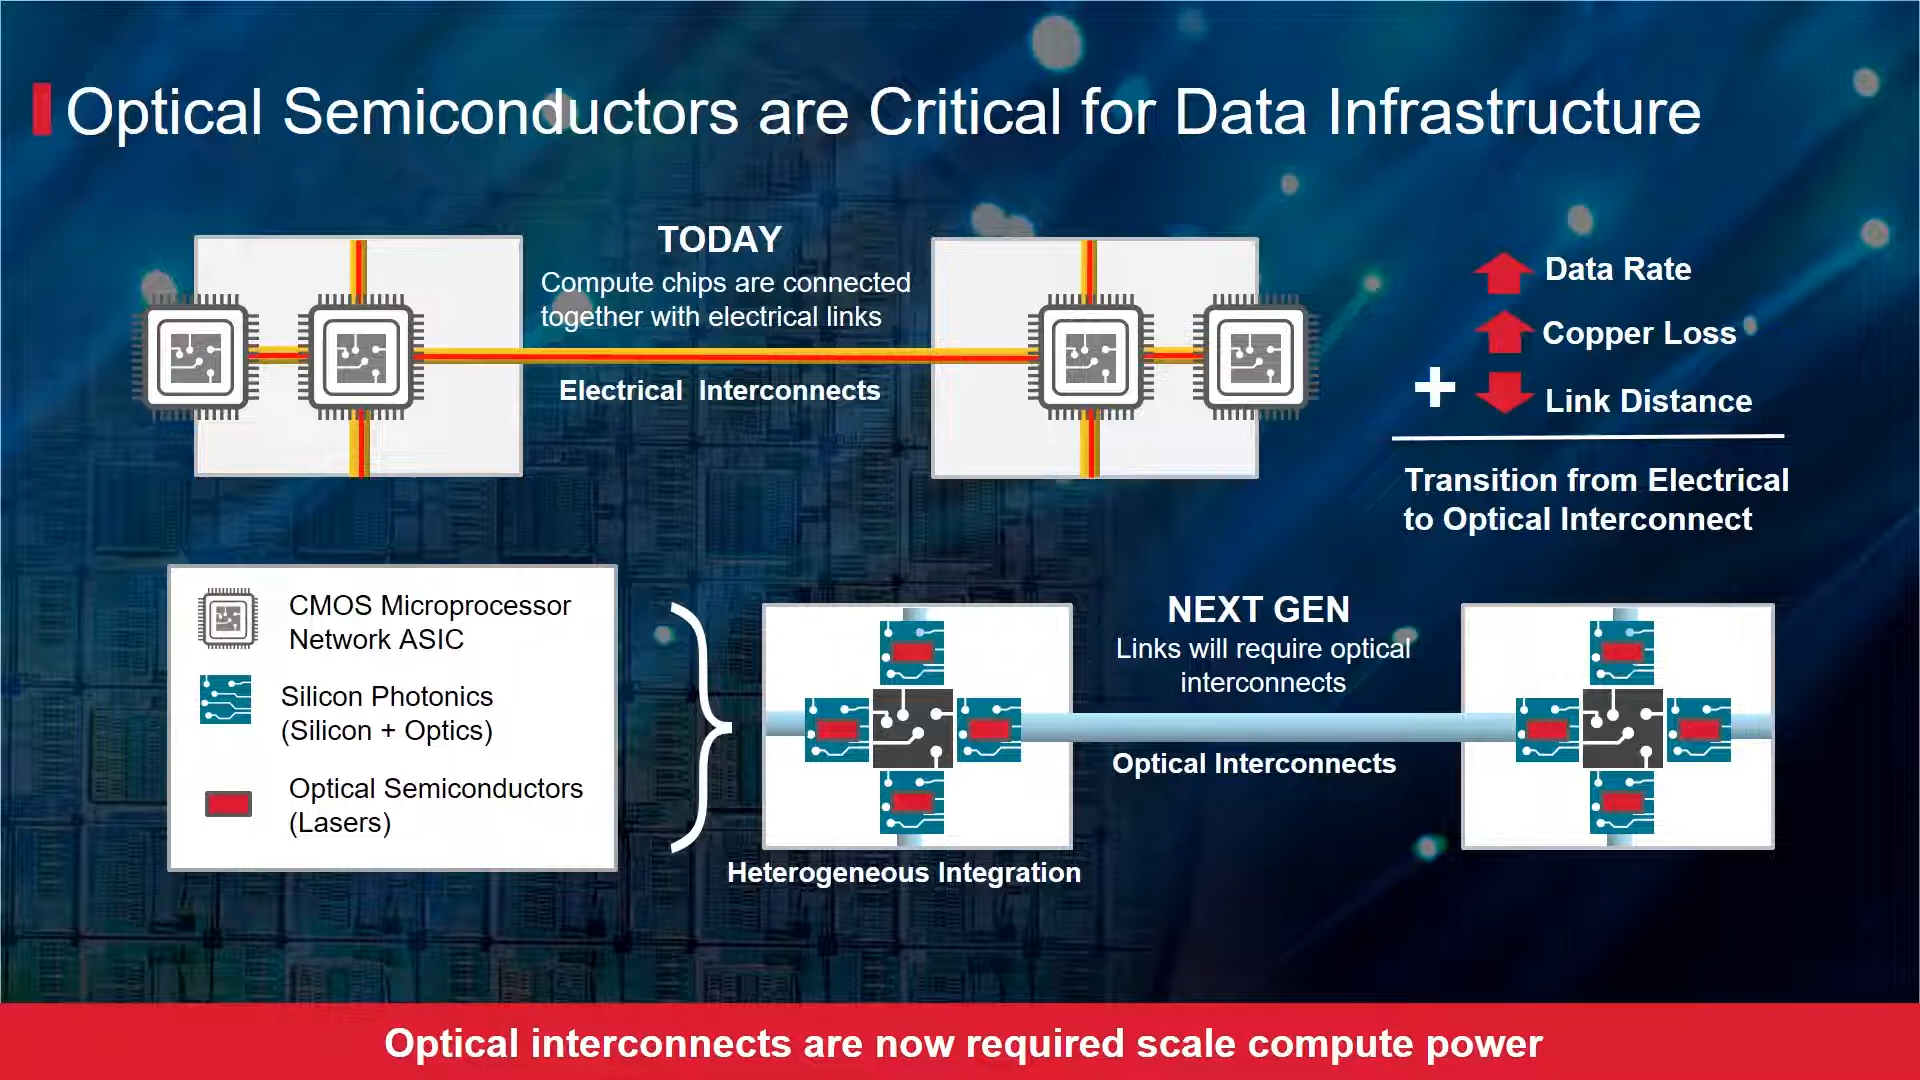 Optical Semiconductors are Critical for Data Infrastructure
TODAY
Compute chips are connected
together with electrical links
Electrical Interconnects
Data Rate
Copper Loss
+ Link Distance
Transition from Electrical
to Optical Interconnect
CMOS Microprocessor
Network ASIC
Silicon Photonics
(Silicon + Optics)
Optical Semiconductors
(Lasers)
Heterogeneous Integration
NEXT GEN
Links will require optical
interconnects
Optical Interconnects
Optical interconnects are now required scale compute power